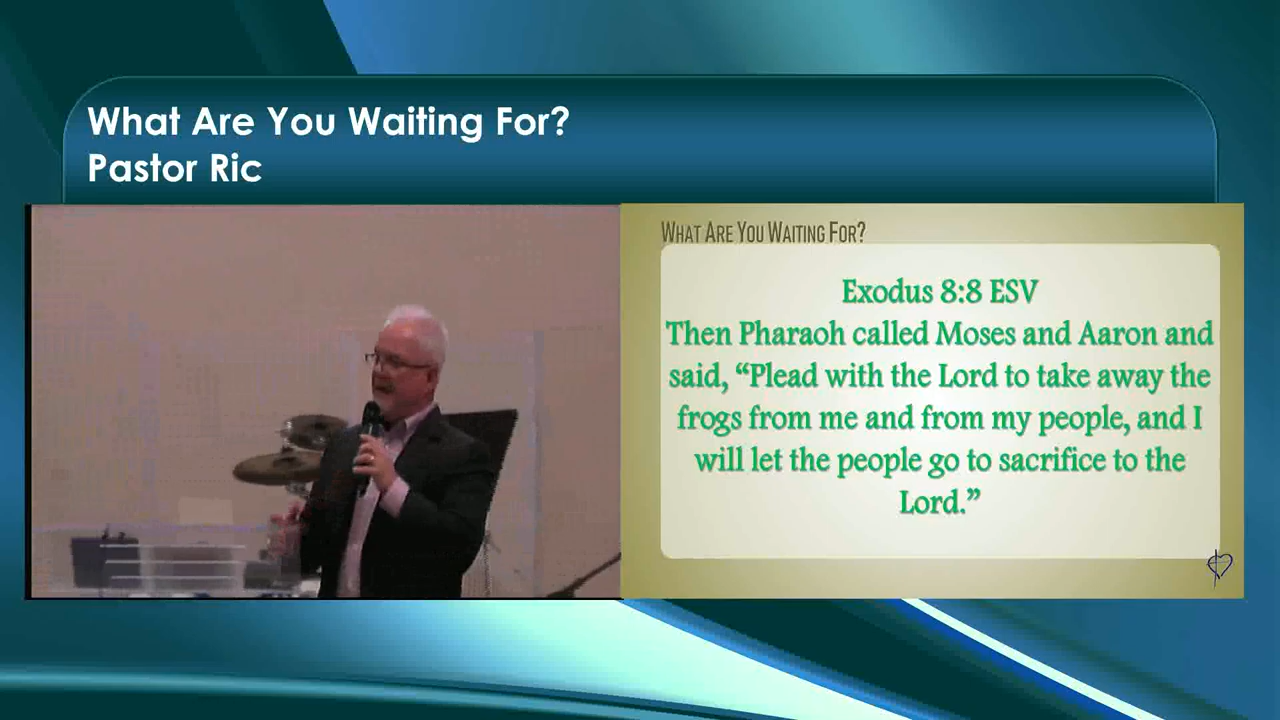 What Are You Waiting For?
Pastor Ric
What Are You Waiting For?
Exodus 8:8 ESV
Then Pharaoh called Moses and Aaron and
said, “Plead with the Lord to take away the
frogs from me and from my people, and I
will let the people go to sacrifice to the
Lord.”